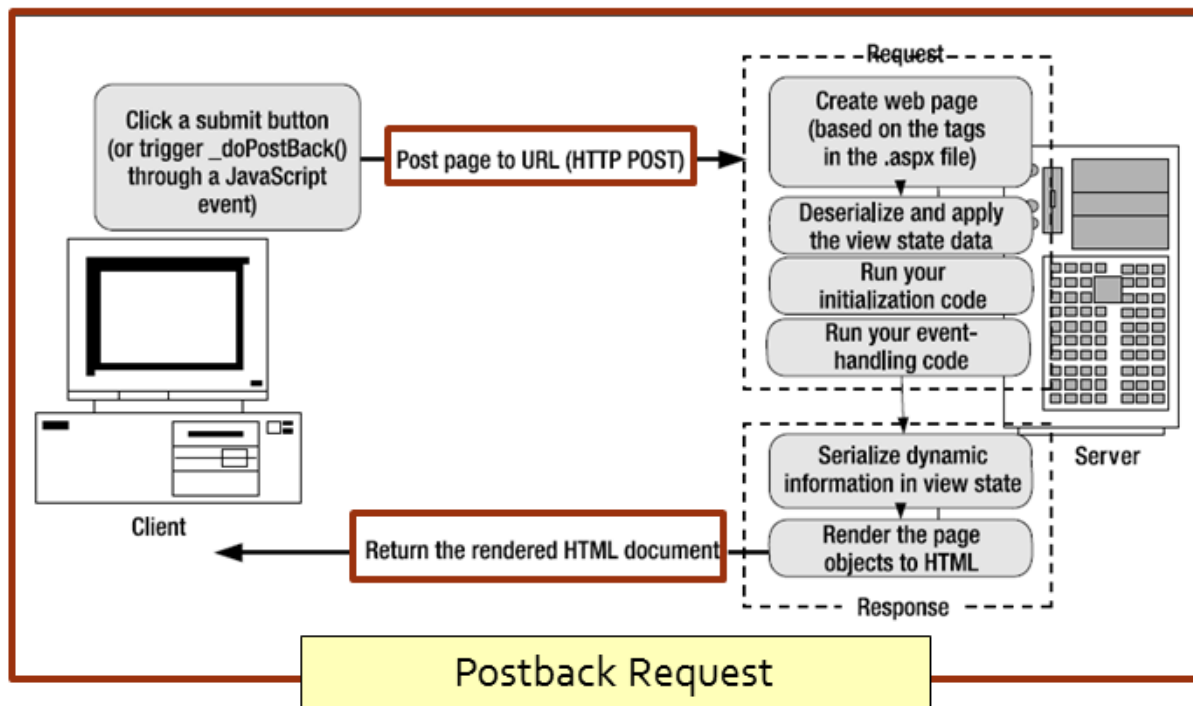 Request
Click a submit button
(or trigger _doPostBack()
through a JavaScript
event)
Post page to URL (HTTP POST)
Create web page
(based on the tags
in the .aspx file)
Deserialize and apply
the view state data
Run your
initialization code
Run your event-
handling code
Server
Serialize dynamic
information in view state
Client
Return the rendered HTML document
Render the page
objects to HTML
Response
Postback Request